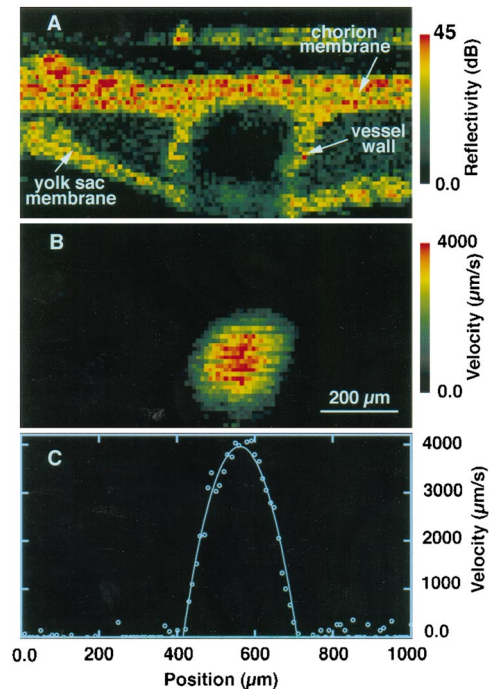 A
chorion
membrane
vessel
wall
yolk sac
membrane
45
0.0
Reflectivity (dB)
B
200 µm
4000
0.0
Velocity (µm/s)
C
4000
3000
2000
1000
0.0
Velocity (µm/s)
0.0 200 400 600 800 1000
Position (µm)